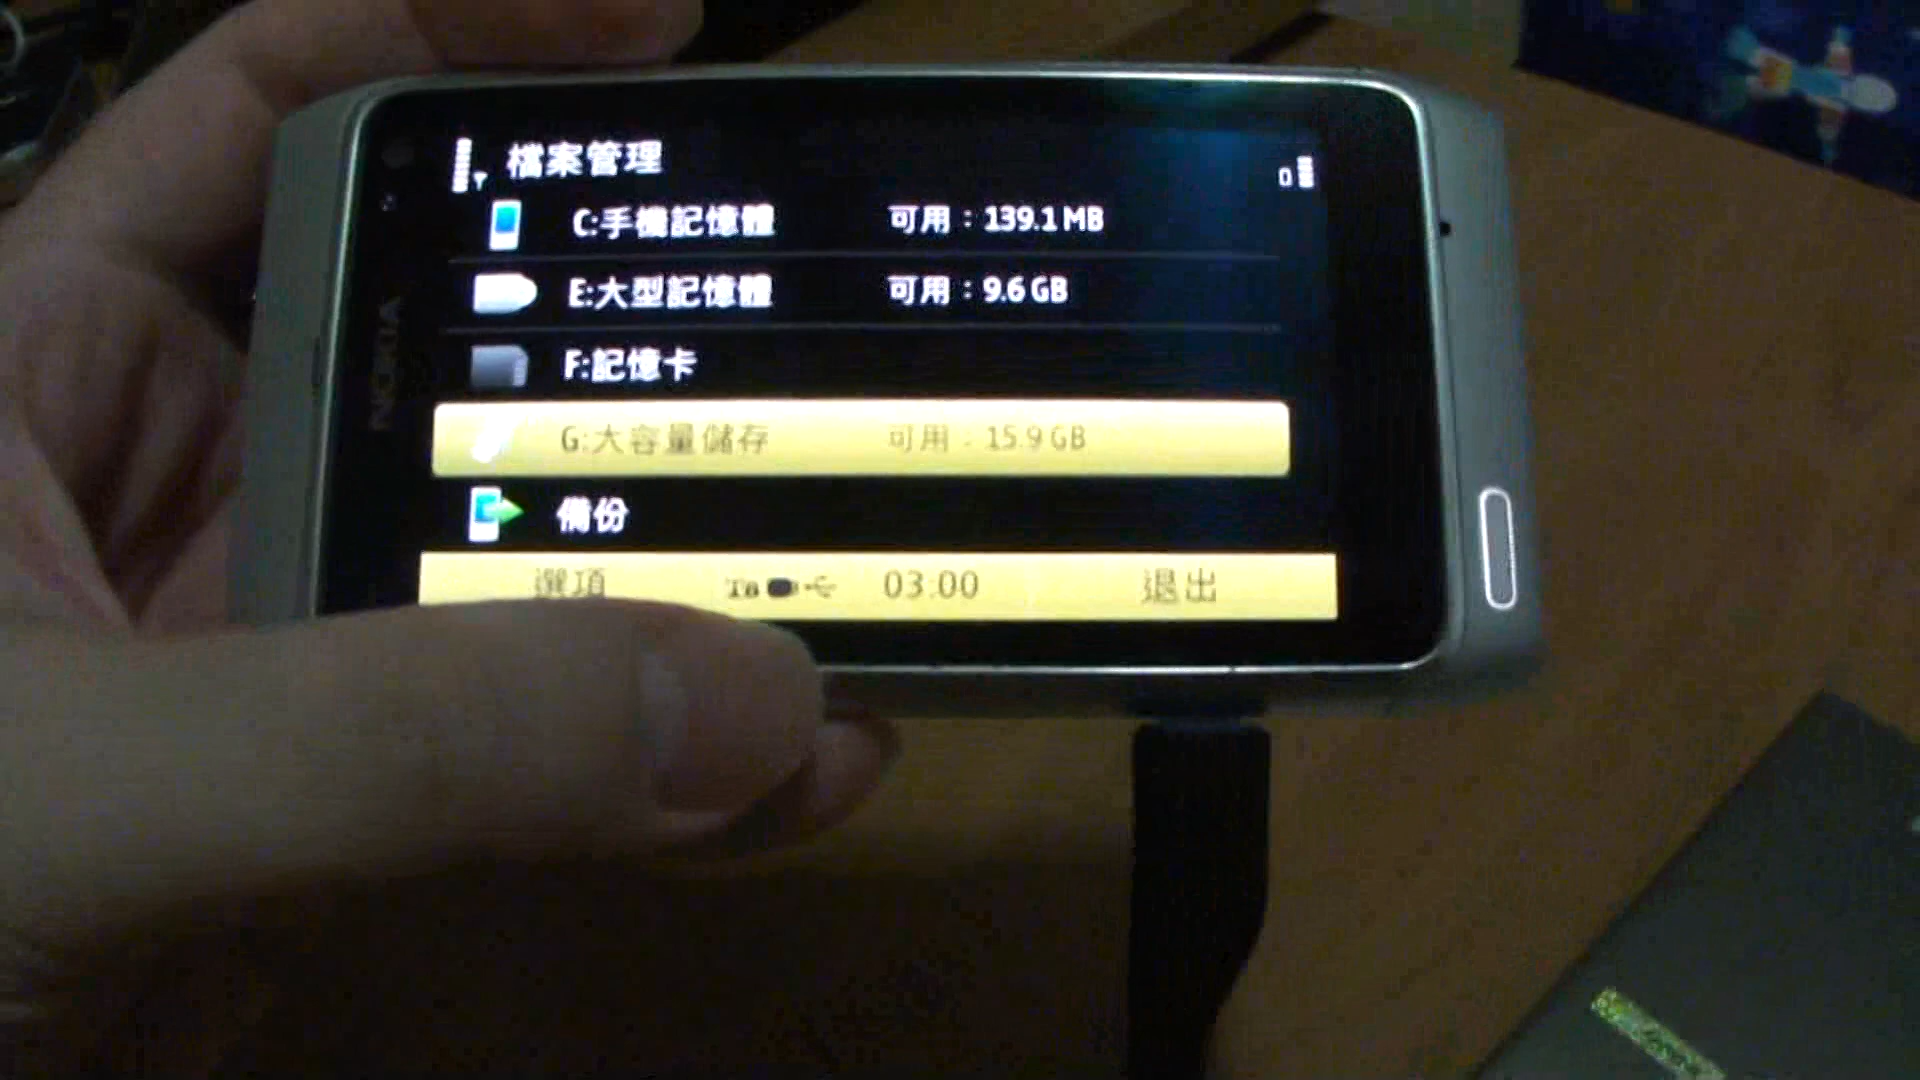 檔案管理
C:手機記憶體 可用：139.1 MB
E:大型記憶體 可用：9.6 GB
F:記憶卡
G:大容量儲存 可用：15.9 GB
備份
選項 03:00 退出
NOKIA